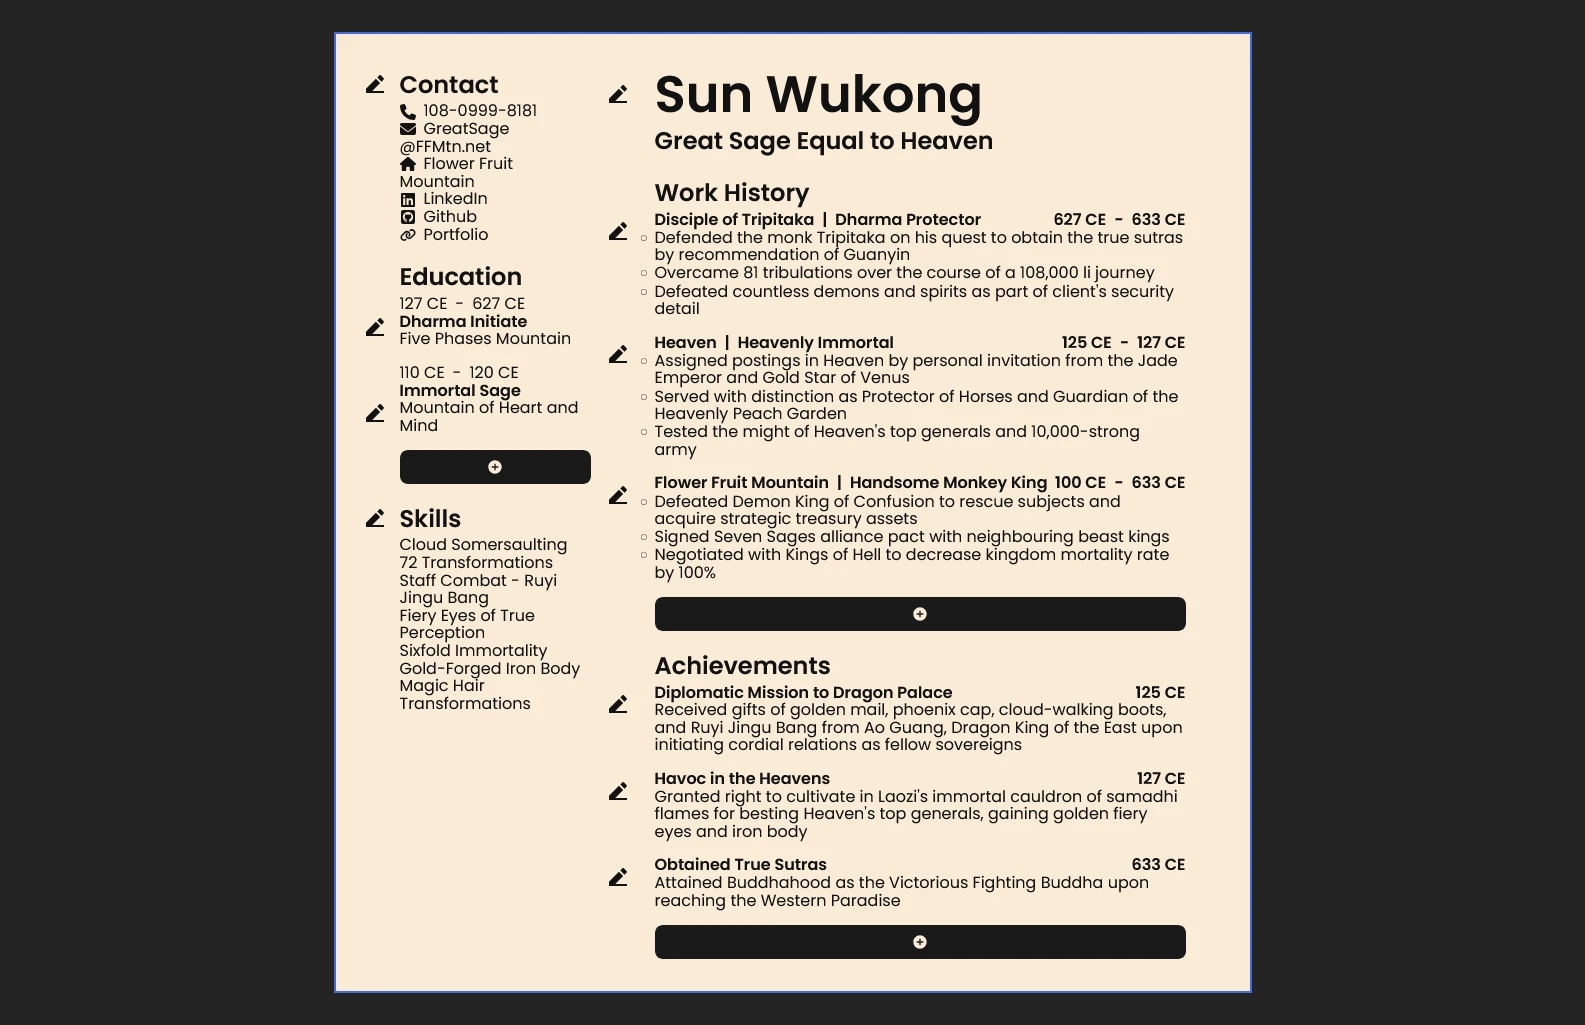 Contact
108-0999-8181
GreatSage
@FFMtn.net
Flower Fruit
Mountain
LinkedIn
Github
Portfolio
Education
127 CE - 627 CE
Dharma Initiate
Five Phases Mountain
110 CE - 120 CE
Immortal Sage
Mountain of Heart and
Mind
Skills
Cloud Somersaulting
72 Transformations
Staff Combat - Ruyi
Jingu Bang
Fiery Eyes of True
Perception
Sixfold Immortality
Gold-Forged Iron Body
Magic Hair
Transformations
Sun Wukong
Great Sage Equal to Heaven
Work History
Disciple of Tripitaka | Dharma Protector 627 CE - 633 CE
Defended the monk Tripitaka on his quest to obtain the true sutras
by recommendation of Guanyin
Overcame 81 tribulations over the course of a 108,000 li journey
Defeated countless demons and spirits as part of client's security
detail
Heaven | Heavenly Immortal 125 CE - 127 CE
Assigned postings in Heaven by personal invitation from the Jade
Emperor and Gold Star of Venus
Served with distinction as Protector of Horses and Guardian of the
Heavenly Peach Garden
Tested the might of Heaven's top generals and 10,000-strong
army
Flower Fruit Mountain | Handsome Monkey King 100 CE - 633 CE
Defeated Demon King of Confusion to rescue subjects and
acquire strategic treasury assets
Signed Seven Sages alliance pact with neighbouring beast kings
Negotiated with Kings of Hell to decrease kingdom mortality rate
by 100%
Achievements
Diplomatic Mission to Dragon Palace 125 CE
Received gifts of golden mail, phoenix cap, cloud-walking boots,
and Ruyi Jingu Bang from Ao Guang, Dragon King of the East upon
initiating cordial relations as fellow sovereigns
Havoc in the Heavens 127 CE
Granted right to cultivate in Laozi's immortal cauldron of samadhi
flames for besting Heaven's top generals, gaining golden fiery
eyes and iron body
Obtained True Sutras 633 CE
Attained Buddhahood as the Victorious Fighting Buddha upon
reaching the Western Paradise